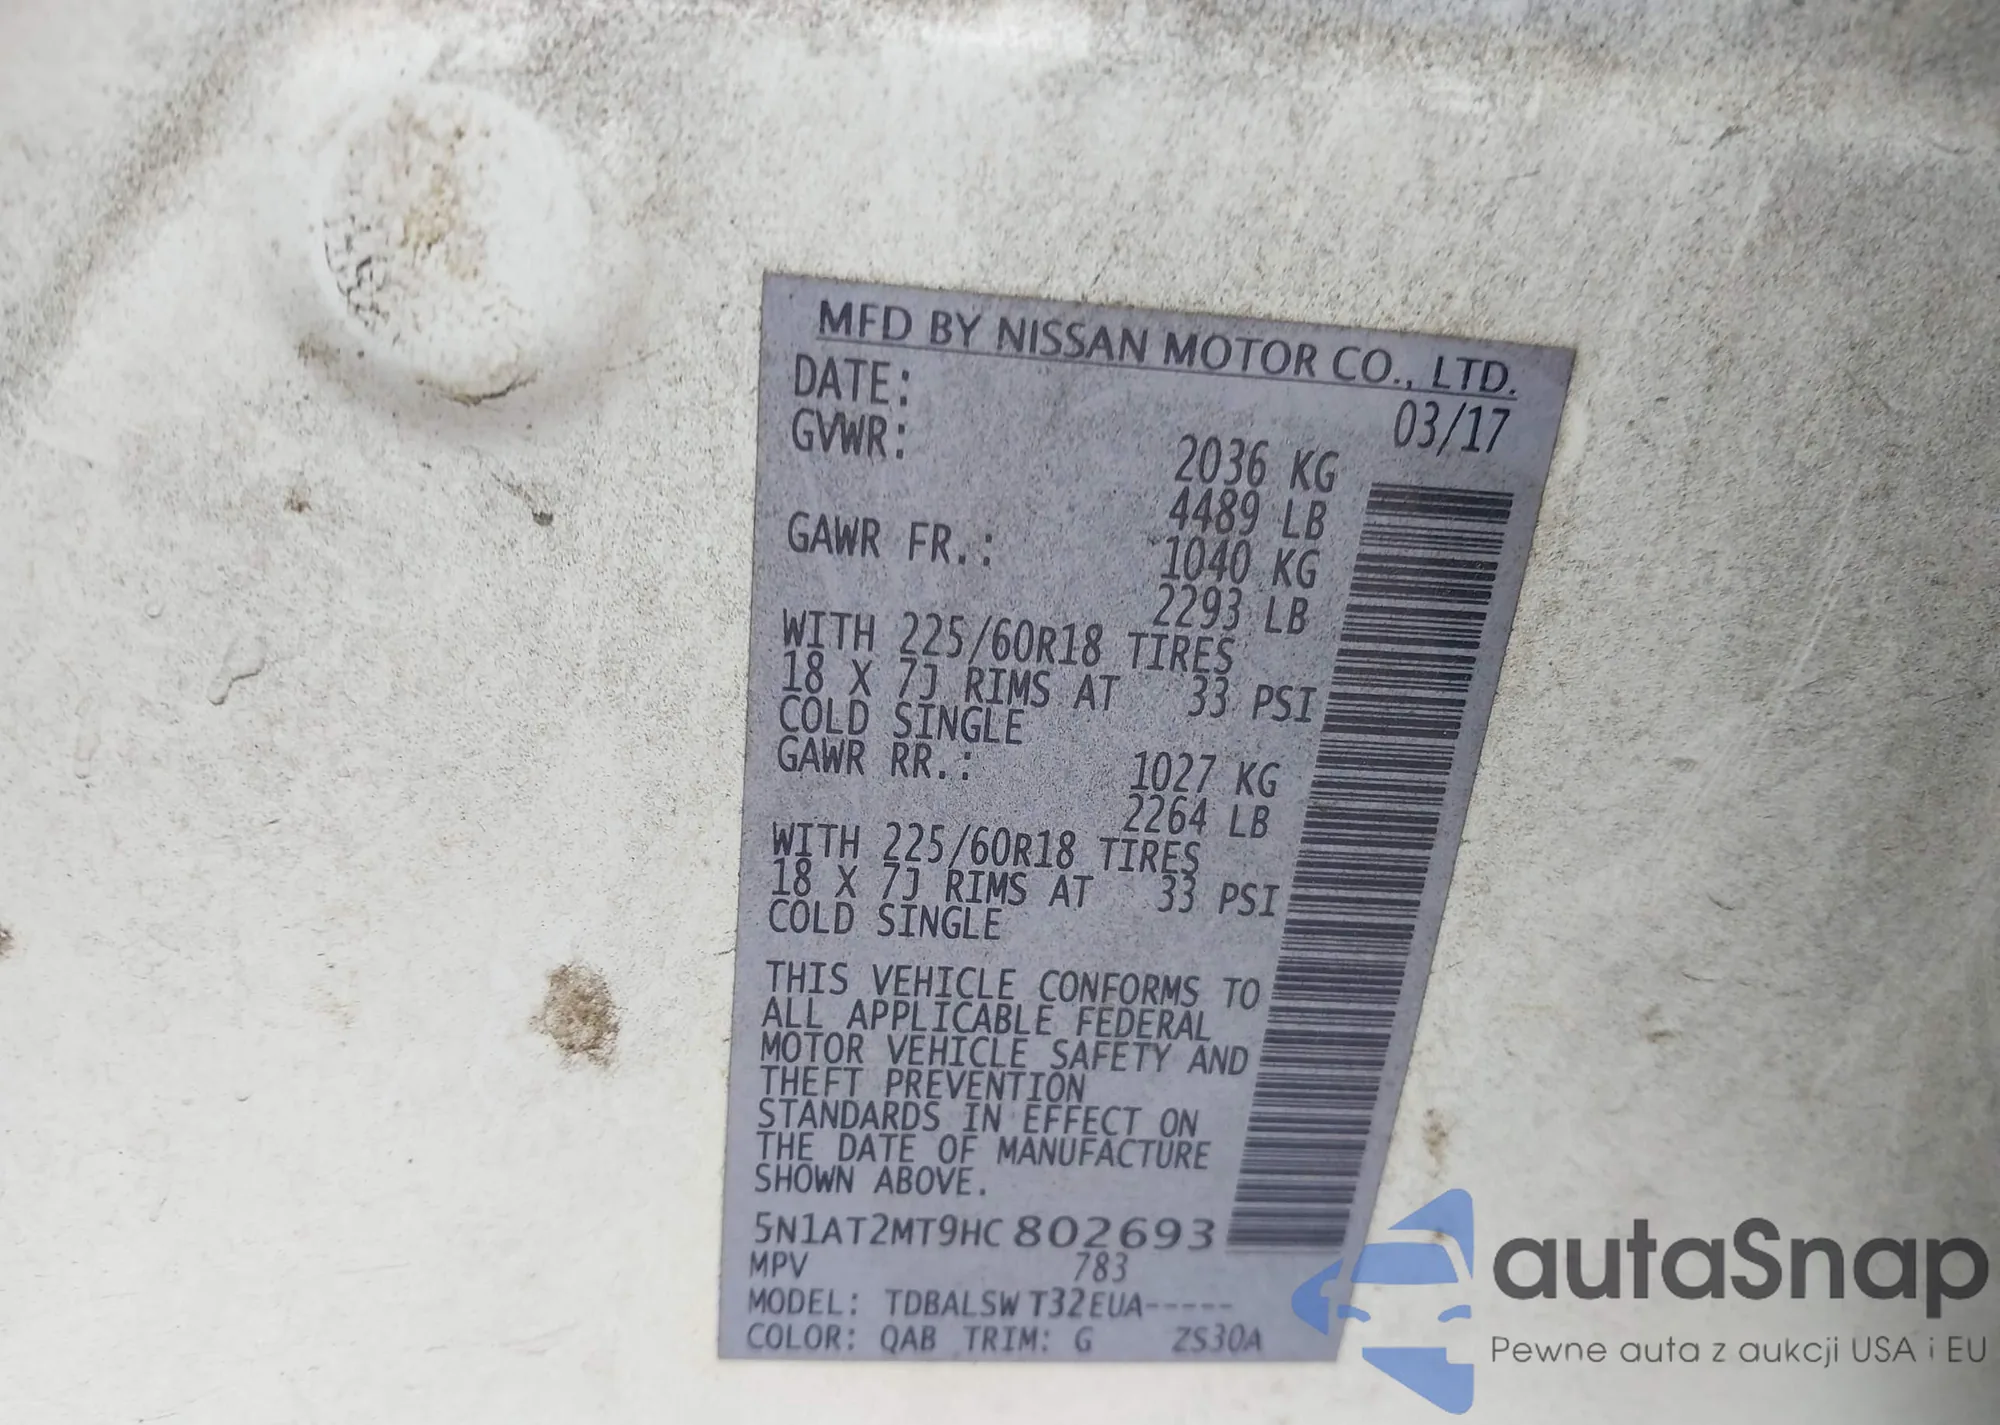 MFD BY NISSAN MOTOR CO., LTD.
DATE: 03/17
GVWR: 2036 KG
4489 LB
GAWR FR.: 1040 KG
2293 LB
WITH 225/60R18 TIRES
18 X 7J RIMS AT 33 PSI
COLD SINGLE
GAWR RR.: 1027 KG
2264 LB
WITH 225/60R18 TIRES
18 X 7J RIMS AT 33 PSI
COLD SINGLE
THIS VEHICLE CONFORMS TO
ALL APPLICABLE FEDERAL
MOTOR VEHICLE SAFETY AND
THEFT PREVENTION
STANDARDS IN EFFECT ON
THE DATE OF MANUFACTURE
SHOWN ABOVE.
5N1AT2MT9HC802693
MPV 783
MODEL: TDBALSW T32EUA-----
COLOR: QAB TRIM: G ZS30A
autaSnap
Pewne auta z aukcji USA i EU